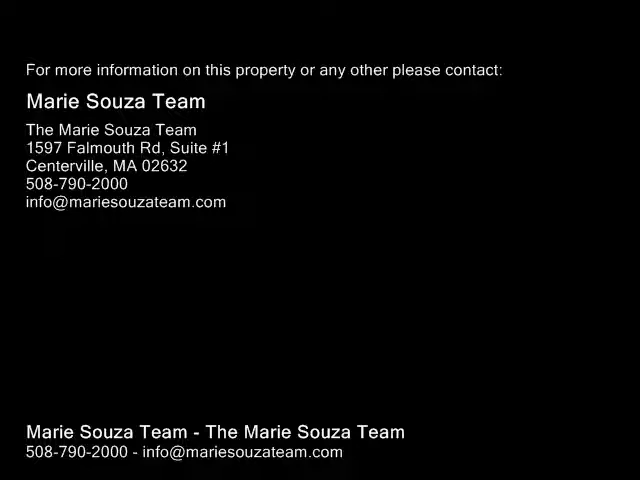 For more information on this property or any other please contact:
Marie Souza Team
The Marie Souza Team
1597 Falmouth Rd, Suite #1
Centerville, MA 02632
508-790-2000
info@mariesouzateam.com
Marie Souza Team - The Marie Souza Team
508-790-2000 - info@mariesouzateam.com